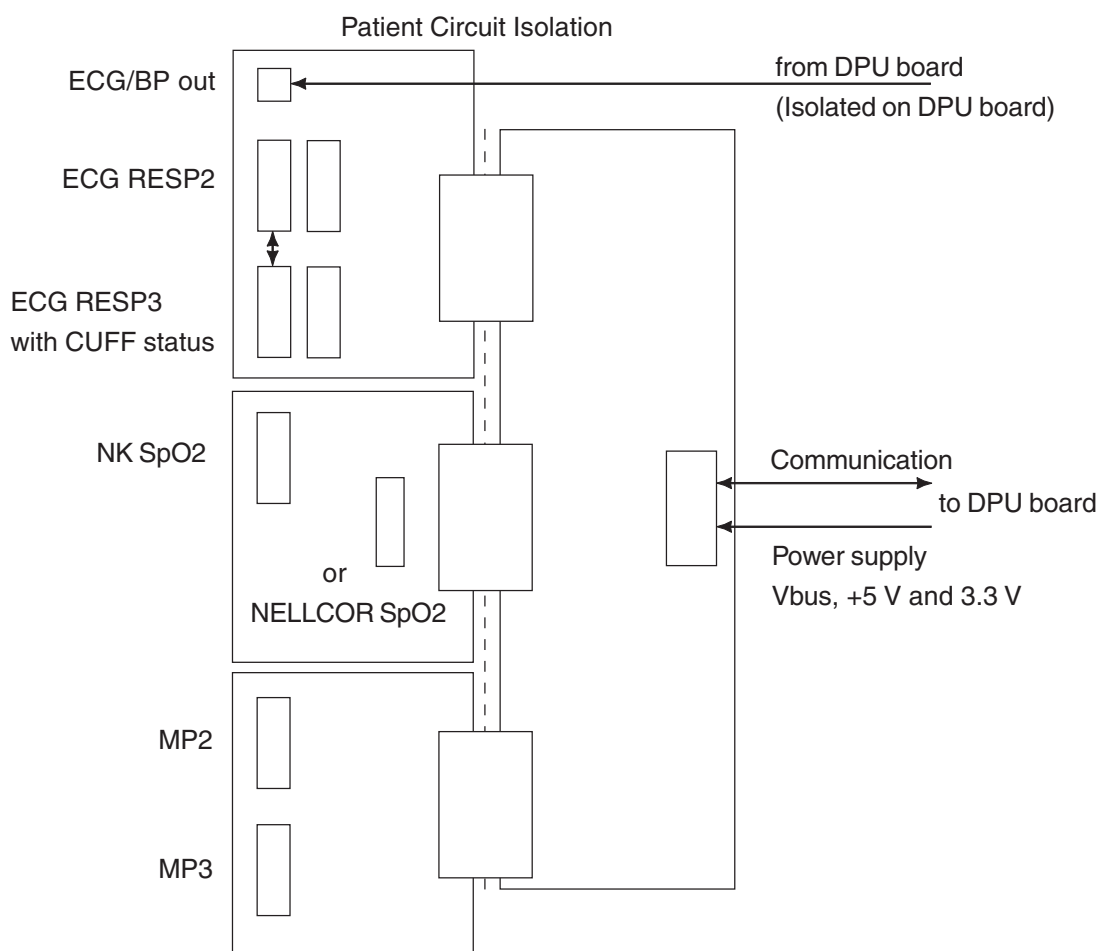 Patient Circuit Isolation
ECG/BP out
from DPU board
(Isolated on DPU board)
ECG RESP2
ECG RESP3
with CUFF status
NK SpO2
or
NELLCOR SpO2
Communication
to DPU board
Power supply
Vbus, +5 V and 3.3 V
MP2
MP3